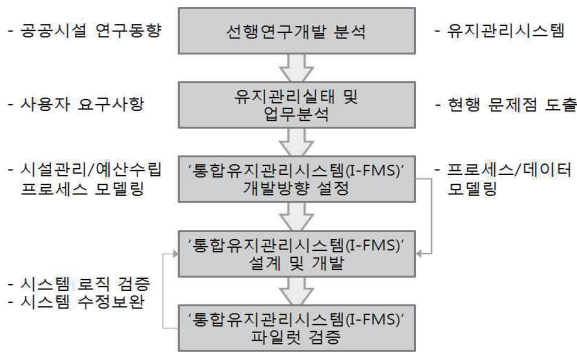 - 공공시설 연구동향
선행연구개발 분석
- 유지관리시스템
- 사용자 요구사항
유지관리실태 및
업무분석
- 현행 문제점 도출
- 시설관리/예산수립
프로세스 모델링
'통합유지관리시스템(I-FMS)'
개발방향 설정
- 프로세스/데이터
모델링
'통합유지관리시스템(I-FMS)'
설계 및 개발
- 시스템 로직 검증
- 시스템 수정보완
'통합유지관리시스템(I-FMS)'
파일럿 검증